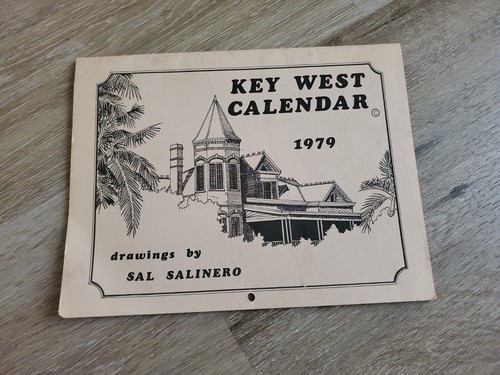 KEY WEST
CALENDAR ©
1979
drawings by
SAL SALINERO